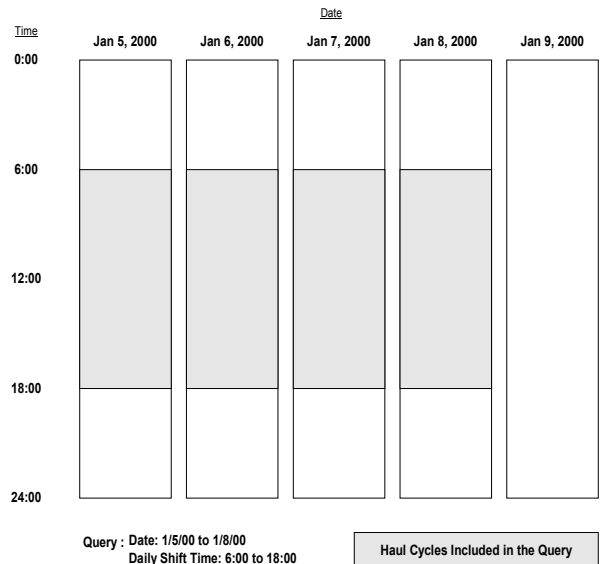 Date
Time
Jan 5, 2000 Jan 6, 2000 Jan 7, 2000 Jan 8, 2000 Jan 9, 2000
0:00
6:00
12:00
18:00
24:00
Query : Date: 1/5/00 to 1/8/00
Daily Shift Time: 6:00 to 18:00
Haul Cycles Included in the Query